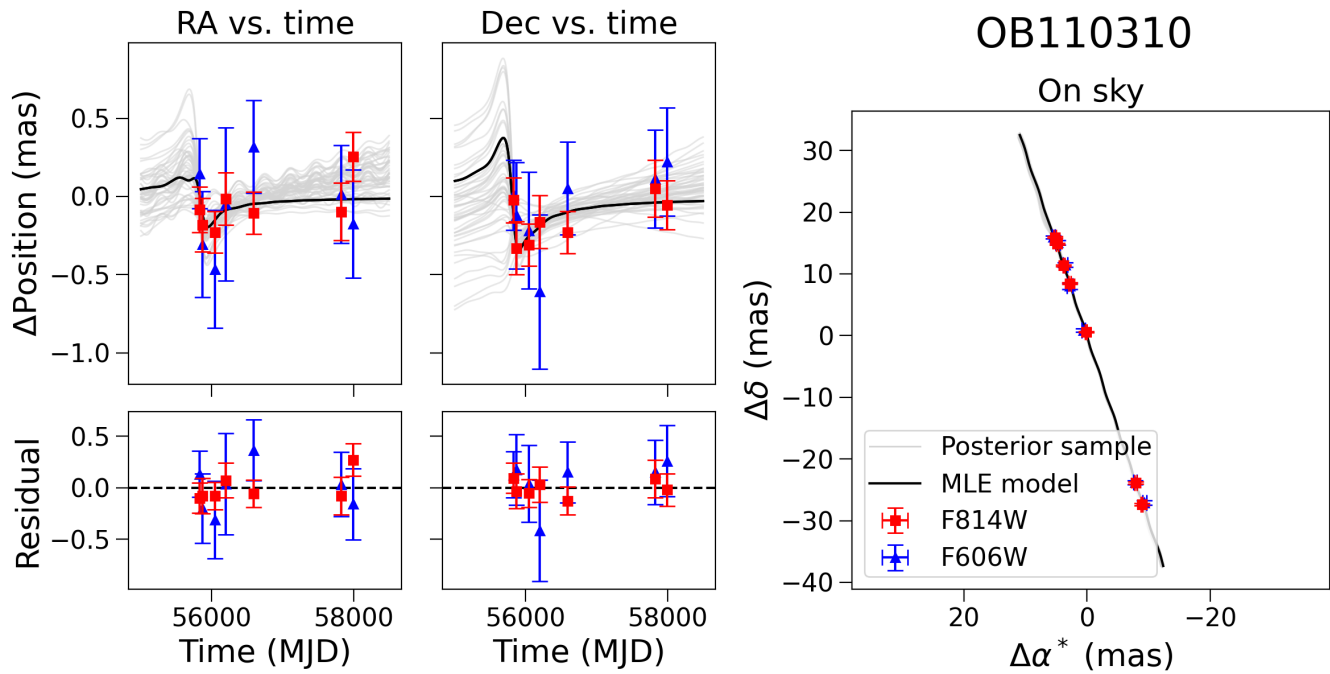 RA vs. time
Dec vs. time
OB110310
On sky
ΔPosition (mas)
0.5
0.0
−0.5
−1.0
Residual
0.5
0.0
−0.5
56000
58000
56000
58000
Time (MJD)
Time (MJD)
Δδ (mas)
30
20
10
0
−10
−20
−30
−40
Posterior sample
MLE model
F814W
F606W
20
0
−20
Δα* (mas)